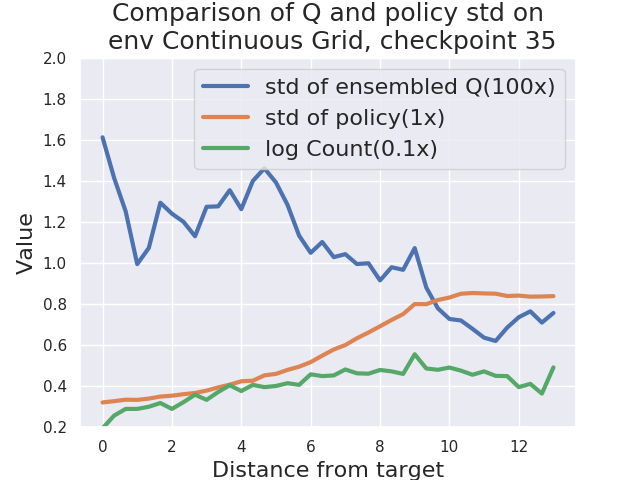 Comparison of Q and policy std on
env Continuous Grid, checkpoint 35
std of ensembled Q(100x)
std of policy(1x)
log Count(0.1x)
Value
2.0
1.8
1.6
1.4
1.2
1.0
0.8
0.6
0.4
0.2
0 2 4 6 8 10 12
Distance from target